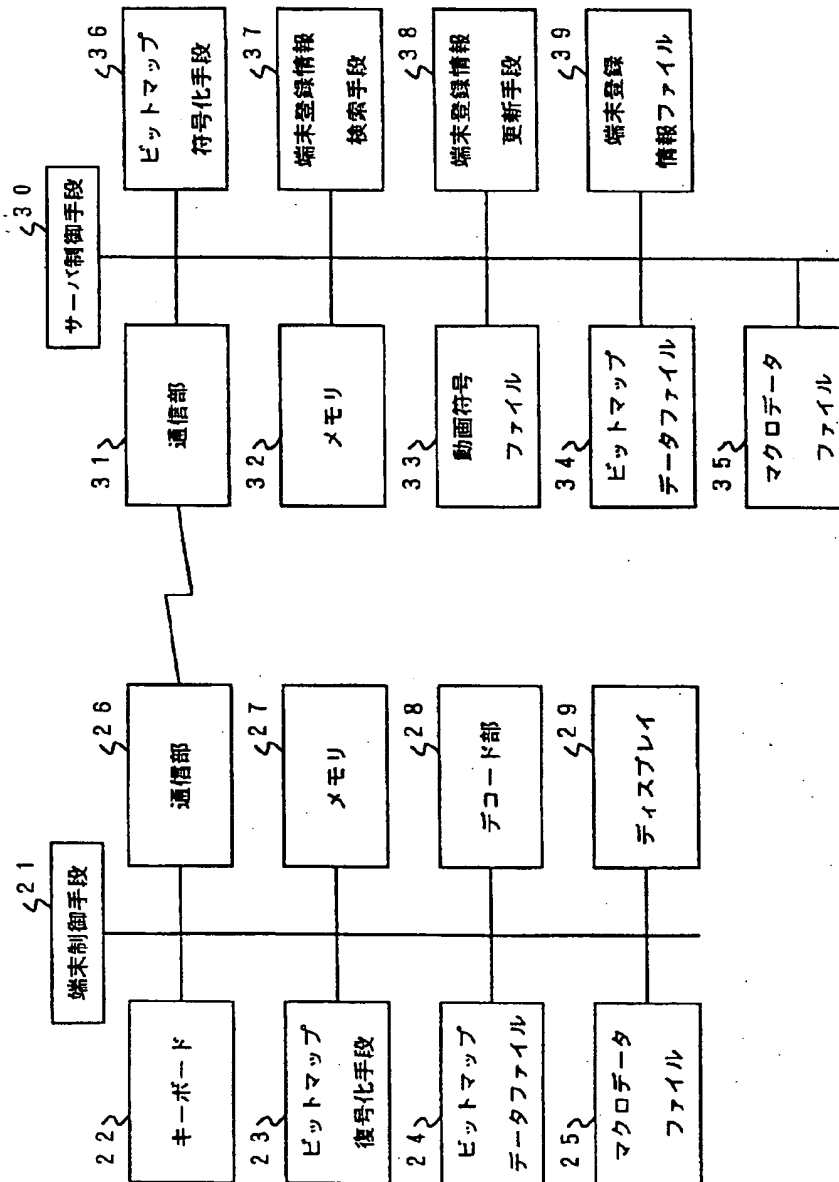 21
端末制御手段
22
キーボード
23
ビットマップ
復号化手段
24
ビットマップ
データファイル
25
マクロデータ
ファイル
26
通信部
27
メモリ
28
デコード部
29
ディスプレイ
30
サーバ制御手段
31
通信部
32
メモリ
33
動画符号
ファイル
34
ビットマップ
データファイル
35
マクロデータ
ファイル
36
ビットマップ
符号化手段
37
端末登録情報
検索手段
38
端末登録情報
更新手段
39
端末登録
情報ファイル